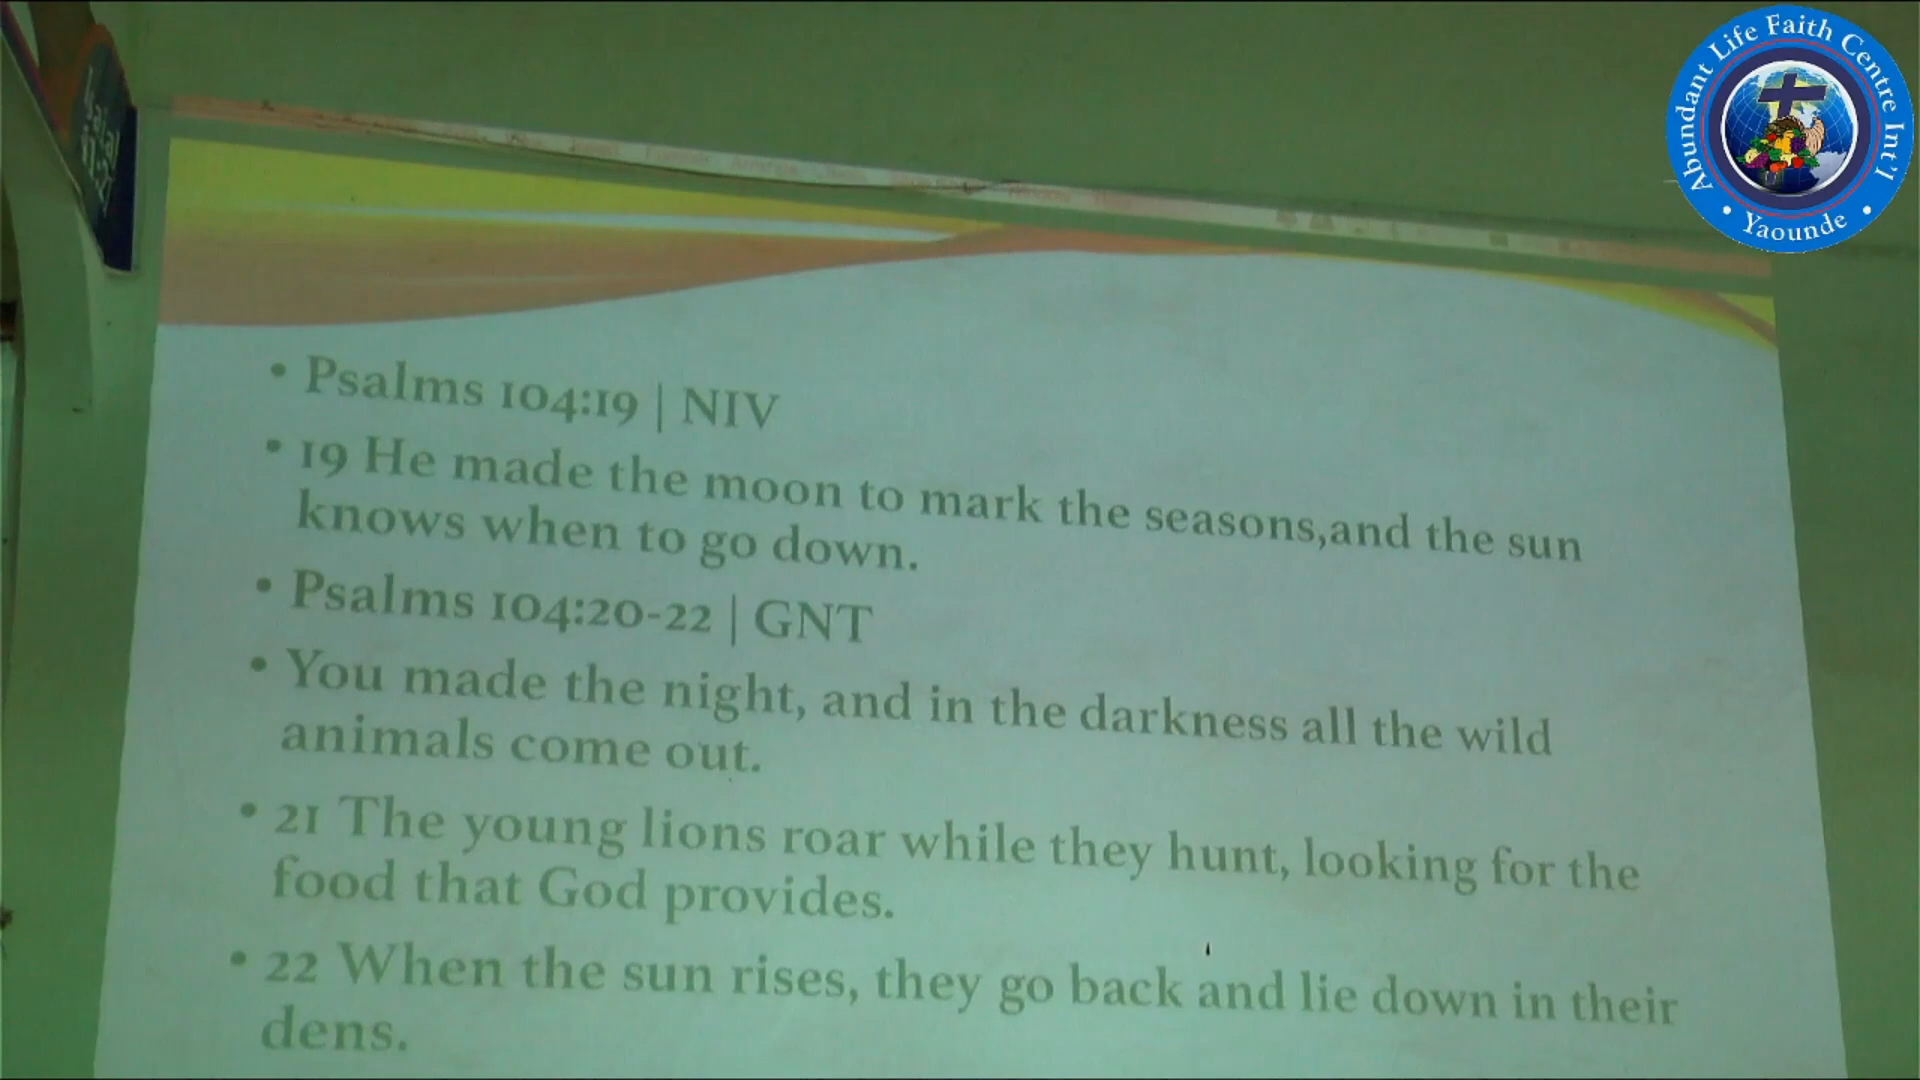 Abundant Life Faith Centre Int'l
• Yaounde •
• Psalms 104:19 | NIV
• 19 He made the moon to mark the seasons,and the sun
knows when to go down.
• Psalms 104:20-22 | GNT
• You made the night, and in the darkness all the wild
animals come out.
• 21 The young lions roar while they hunt, looking for the
food that God provides.
• 22 When the sun rises, they go back and lie down in their
dens.